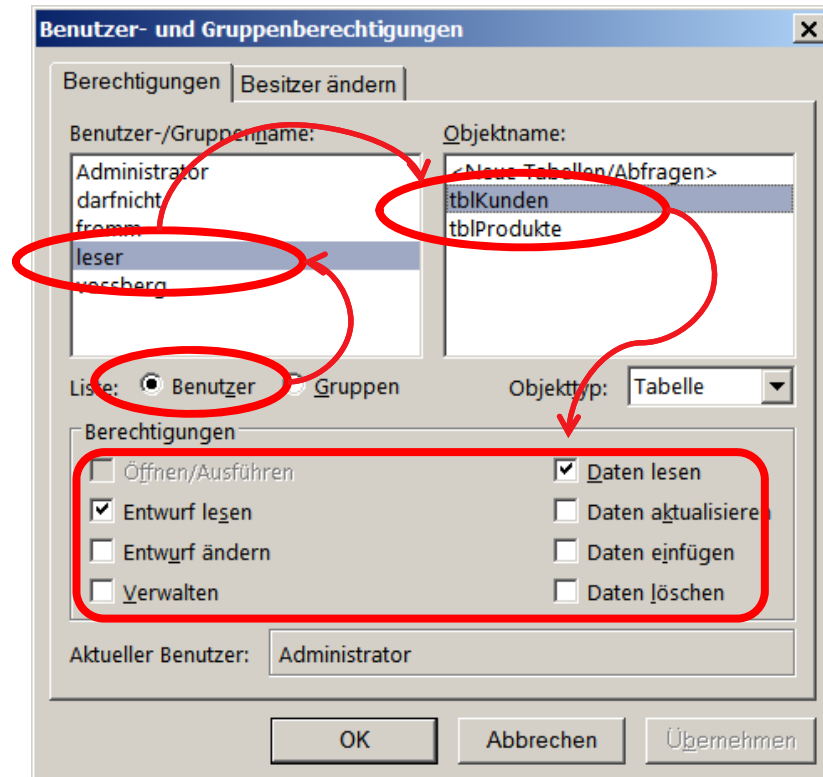 Benutzer- und Gruppenberechtigungen
Berechtigungen Besitzer ändern
Benutzer-/Gruppenname: Objektname:
Administrator <Neue Tabellen/Abfragen>
darfnicht tblKunden
fromm tblProdukte
leser
vossberg
Liste: Benutzer Gruppen Objekttyp: Tabelle
Berechtigungen
Öffnen/Ausführen Daten lesen
Entwurf lesen Daten aktualisieren
Entwurf ändern Daten einfügen
Verwalten Daten löschen
Aktueller Benutzer: Administrator
OK Abbrechen Übernehmen